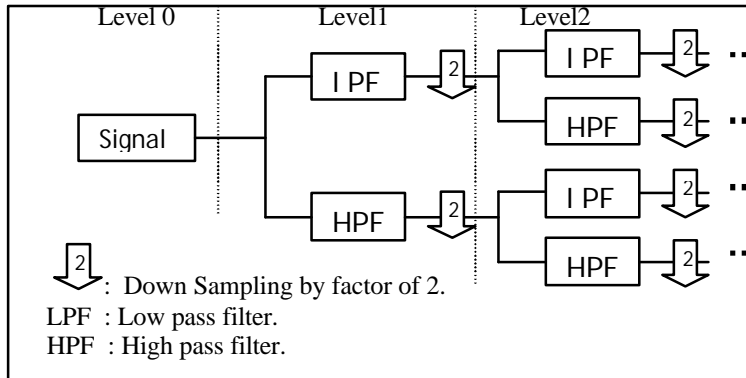 Level 0 Level1 Level2
I PF 2 I PF 2 ..
HPF 2 ..
Signal
HPF 2 I PF 2 ..
HPF 2 ..
2 : Down Sampling by factor of 2.
LPF : Low pass filter.
HPF : High pass filter.